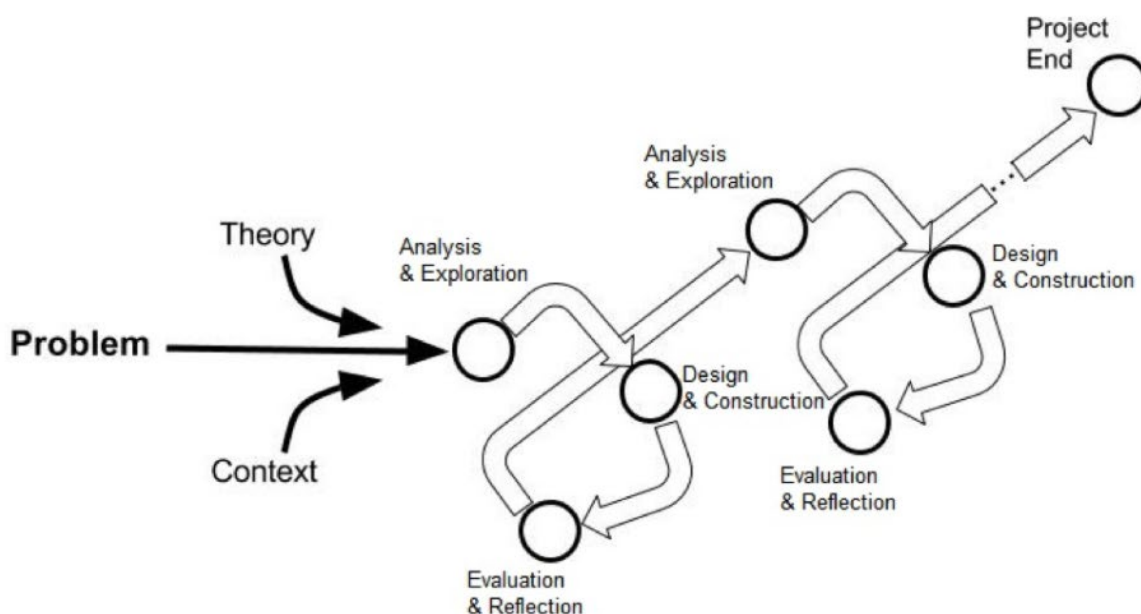 Project
End
Analysis
& Exploration
Theory
Analysis
& Exploration
Problem
Design
& Construction
Design
& Construction
Context
Evaluation
& Reflection
Evaluation
& Reflection